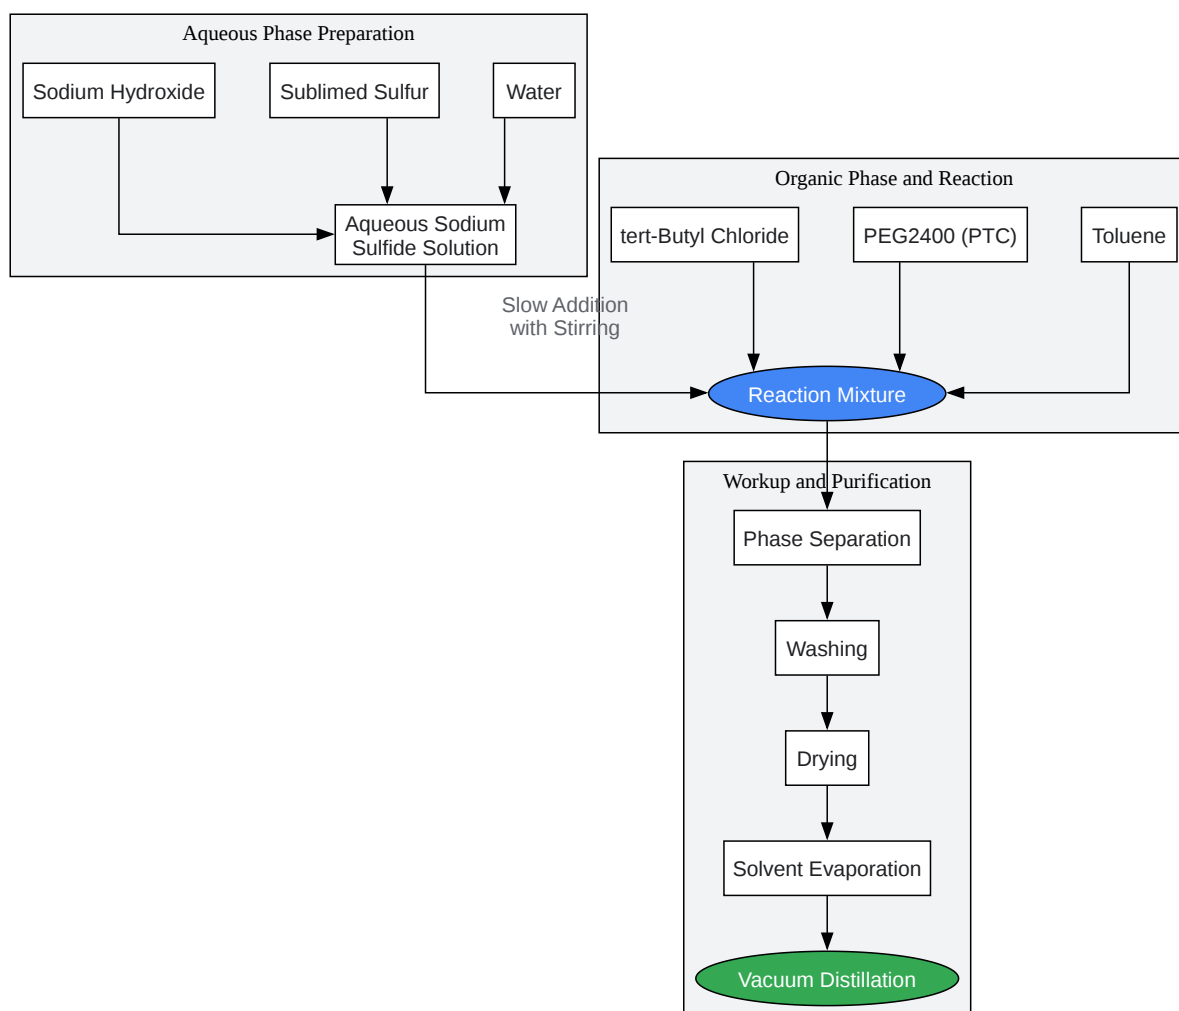 Aqueous Phase Preparation
Sodium Hydroxide
Sublimed Sulfur
Water
Aqueous Sodium
Sulfide Solution
Organic Phase and Reaction
tert-Butyl Chloride
PEG2400 (PTC)
Toluene
Slow Addition
with Stirring
Reaction Mixture
Workup and Purification
Phase Separation
Washing
Drying
Solvent Evaporation
Vacuum Distillation